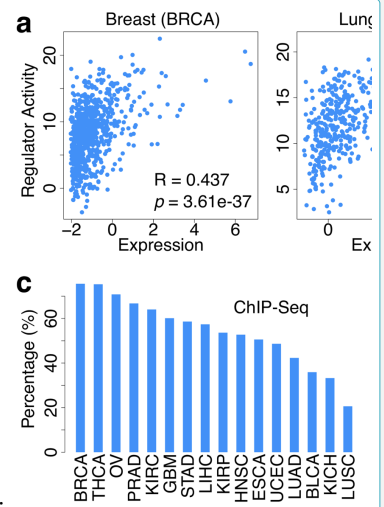 a
Breast (BRCA)
Regulator Activity
20
10
0
R = 0.437
p = 3.61e-37
−2 0 2 4 6
Expression
Lung
20
15
10
5
0
Ex
c
ChIP-Seq
Percentage (%)
60
40
20
0
BRCA THCA OV PRAD KIRC GBM STAD LIHC KIRP HNSC ESCA UCEC LUAD BLCA KICH LUSC